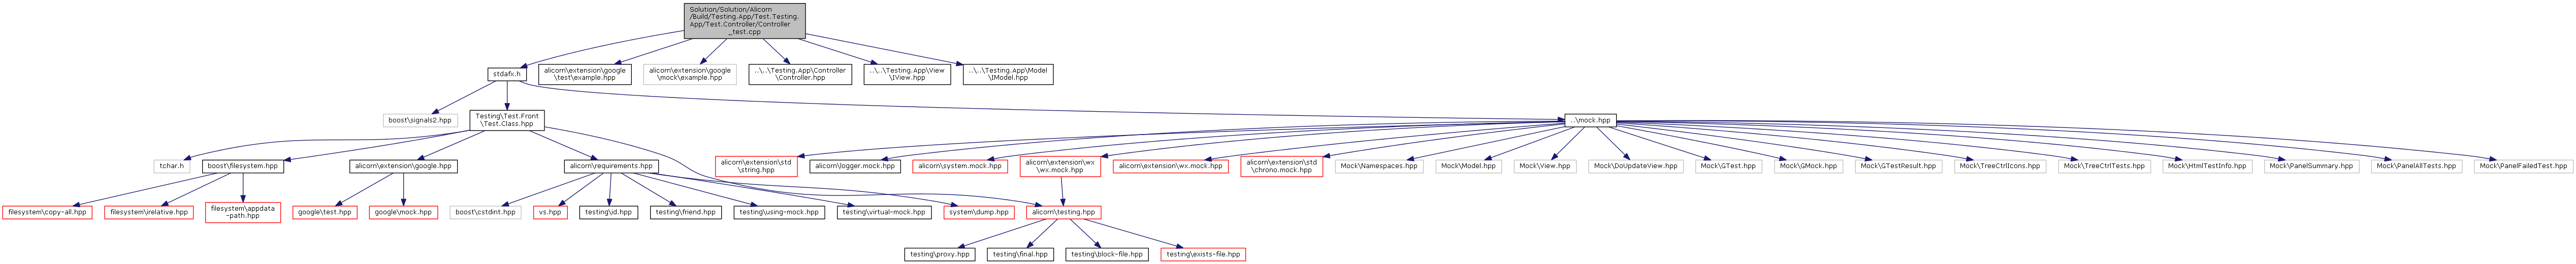 Solution/Solution/Alicorn
/Build/Testing.App/Test.Testing.
App/Test.Controller/Controller
_test.cpp
stdafx.h
alicorn\extension\google
\test\example.hpp
alicorn\extension\google
\mock\example.hpp
..\..\Testing.App\Controller
\Controller.hpp
..\..\Testing.App\View
\IView.hpp
..\..\Testing.App\Model
\IModel.hpp
boost\signals2.hpp
Testing\Test.Front
\Test.Class.hpp
..\mock.hpp
tchar.h
boost\filesystem.hpp
alicorn\extension\google.hpp
alicorn\requirements.hpp
alicorn\extension\std
\string.hpp
alicorn\logger.mock.hpp
alicorn\system.mock.hpp
alicorn\extension\wx
\wx.mock.hpp
alicorn\extension\wx.mock.hpp
alicorn\extension\std
\chrono.mock.hpp
Mock\Namespaces.hpp
Mock\Model.hpp
Mock\View.hpp
Mock\DoUpdateView.hpp
Mock\GTest.hpp
Mock\GMock.hpp
Mock\GTestResult.hpp
Mock\TreeCtrlIcons.hpp
Mock\TreeCtrlTests.hpp
Mock\HtmlTestInfo.hpp
Mock\PanelSummary.hpp
Mock\PanelAllTests.hpp
Mock\PanelFailedTest.hpp
filesystem\copy-all.hpp
filesystem\irelative.hpp
filesystem\appdata
-path.hpp
google\test.hpp
google\mock.hpp
boost\cstdint.hpp
vs.hpp
testing\id.hpp
testing\friend.hpp
testing\using-mock.hpp
testing\virtual-mock.hpp
system\dump.hpp
alicorn\testing.hpp
testing\proxy.hpp
testing\final.hpp
testing\block-file.hpp
testing\exists-file.hpp